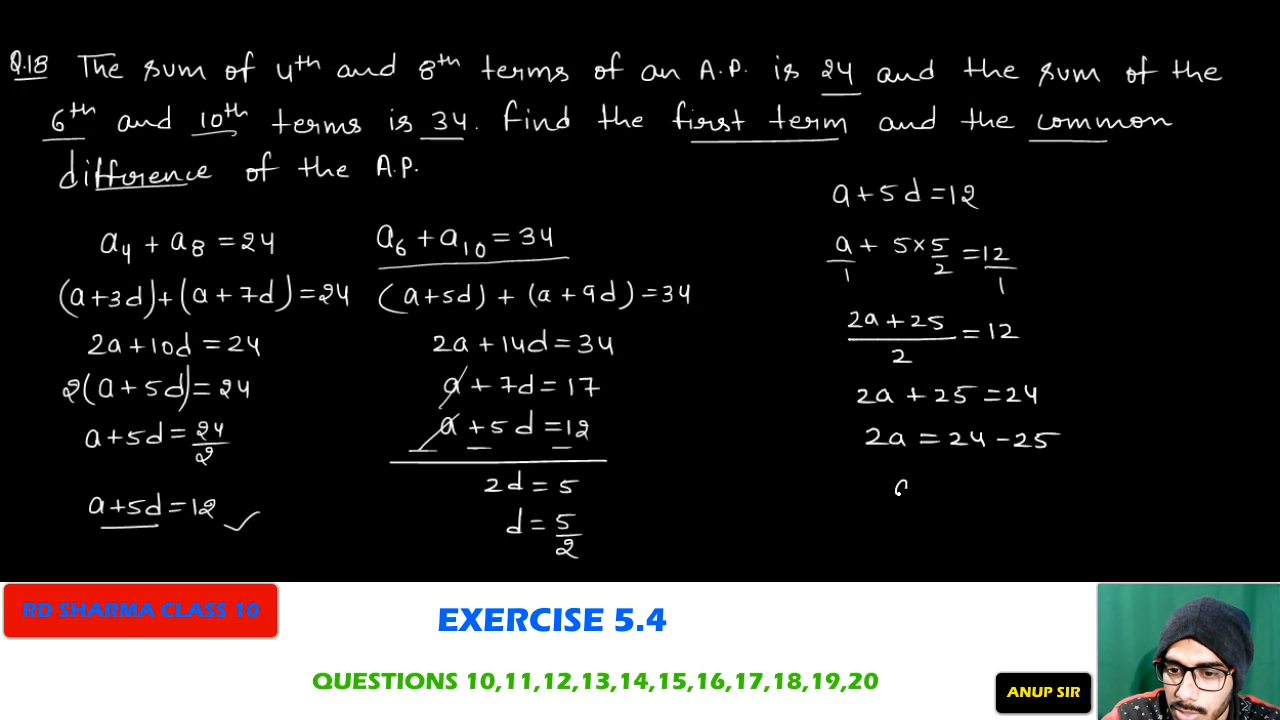 Q.18 The sum of 4th and 8th terms of an A.P. is 24 and the sum of the
6th and 10th terms is 34. Find the first term and the common
difference of the A.P.
a₄ + a₈ = 24
(a+3d)+(a+7d)=24
2a+10d = 24
2(a+5d)=24
a+5d = 24/2
a+5d=12 ✓
a₆ + a₁₀ = 34
(a+5d) + (a+9d)=34
2a+14d=34
a + 7d = 17
a + 5d = 12
2d = 5
d = 5/2
a+5d=12
a/1 + 5×5/2 = 12/1
(2a+25)/2 = 12
2a + 25 = 24
2a = 24-25
RD SHARMA CLASS 10
EXERCISE 5.4
QUESTIONS 10,11,12,13,14,15,16,17,18,19,20
ANUP SIR